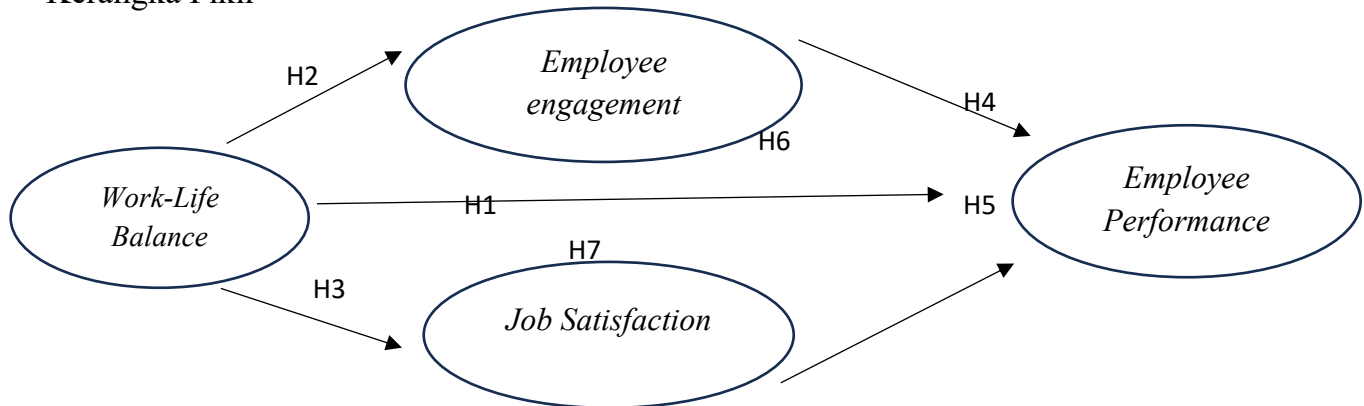 Kerangka Pikir
Employee
engagement
H2
H4
H6
Work-Life
Balance
H1
H5
Employee
Performance
H7
H3
Job Satisfaction